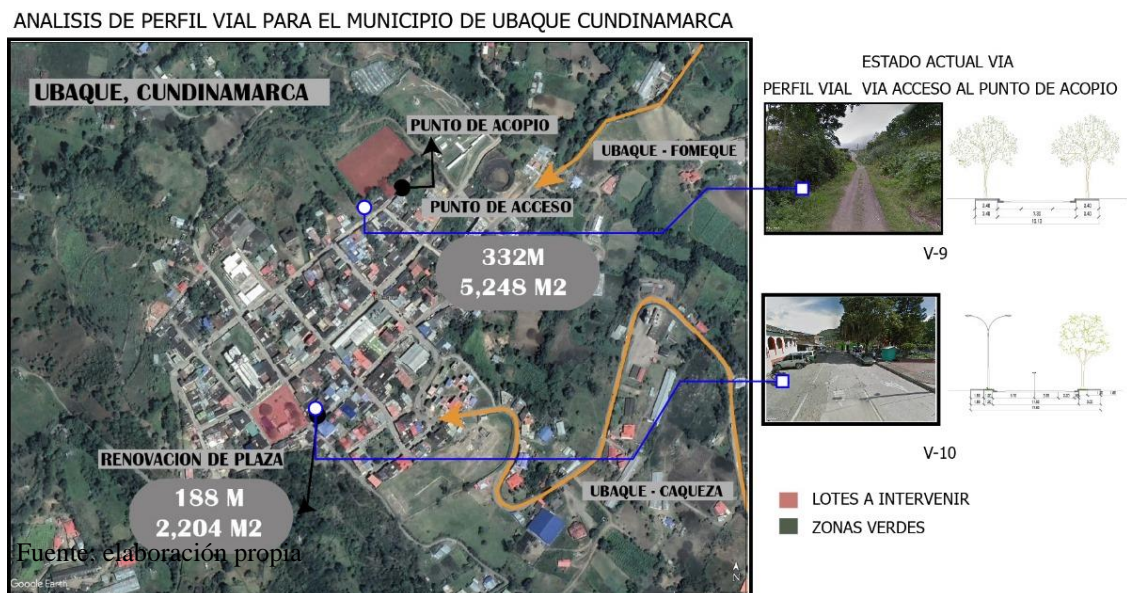 ANALISIS DE PERFIL VIAL PARA EL MUNICIPIO DE UBAQUE CUNDINAMARCA
UBAQUE, CUNDINAMARCA
PUNTO DE ACOPIO
UBAQUE - FOMEQUE
PUNTO DE ACCESO
332M
5,248 M2
RENOVACION DE PLAZA
188 M
2,204 M2
UBAQUE - CAQUEZA
Fuente: elaboración propia
Google Earth
N
ESTADO ACTUAL VIA
PERFIL VIAL VIA ACCESO AL PUNTO DE ACOPIO
V-9
V-10
LOTES A INTERVENIR
ZONAS VERDES